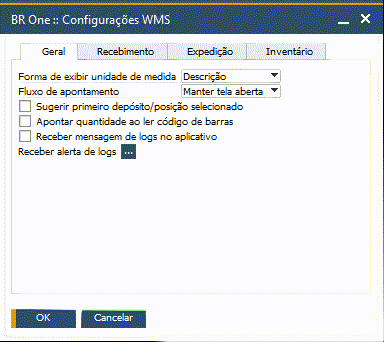 BR One :: Configurações WMS
Geral Recebimento Expedição Inventário
Forma de exibir unidade de medida Descrição
Fluxo de apontamento Manter tela aberta
Sugerir primeiro depósito/posição selecionado
Apontar quantidade ao ler código de barras
Receber mensagem de logs no aplicativo
Receber alerta de logs ...
OK Cancelar